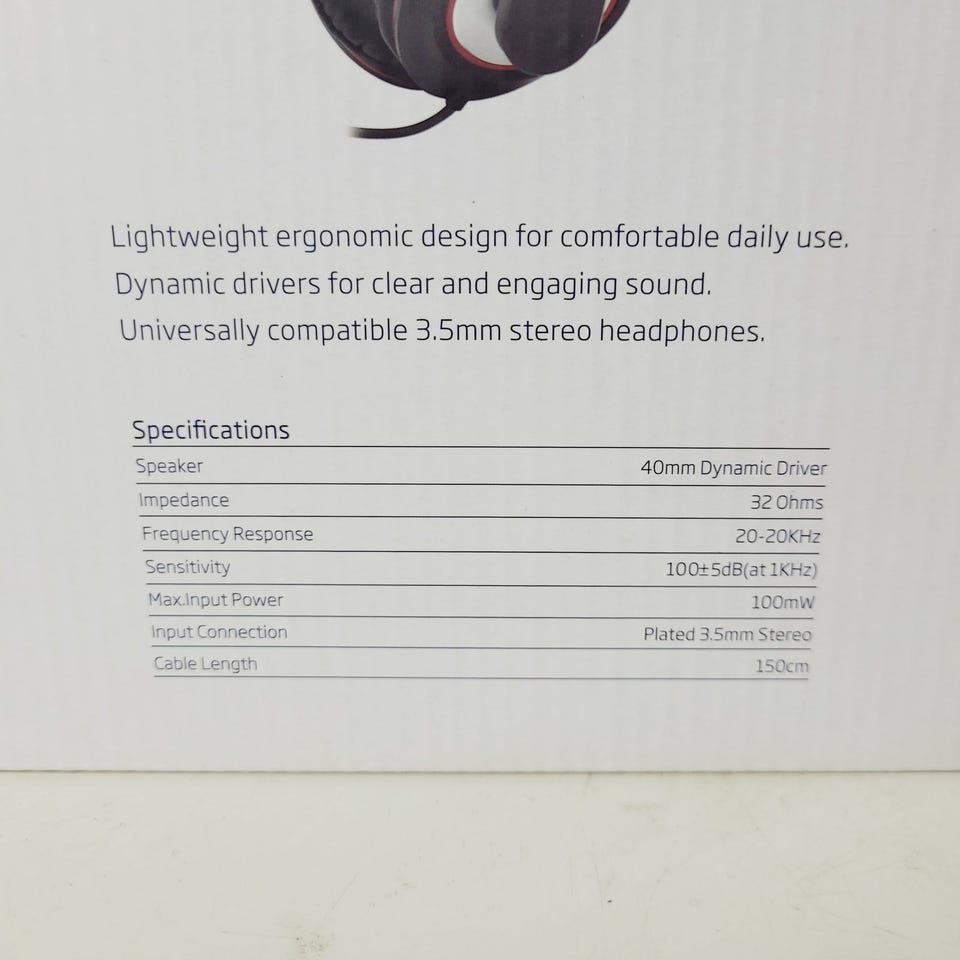 Lightweight ergonomic design for comfortable daily use.
Dynamic drivers for clear and engaging sound.
Universally compatible 3.5mm stereo headphones.
Specifications
Speaker 40mm Dynamic Driver
Impedance 32 Ohms
Frequency Response 20-20KHz
Sensitivity 100±5dB(at 1KHz)
Max.Input Power 100mW
Input Connection Plated 3.5mm Stereo
Cable Length 150cm